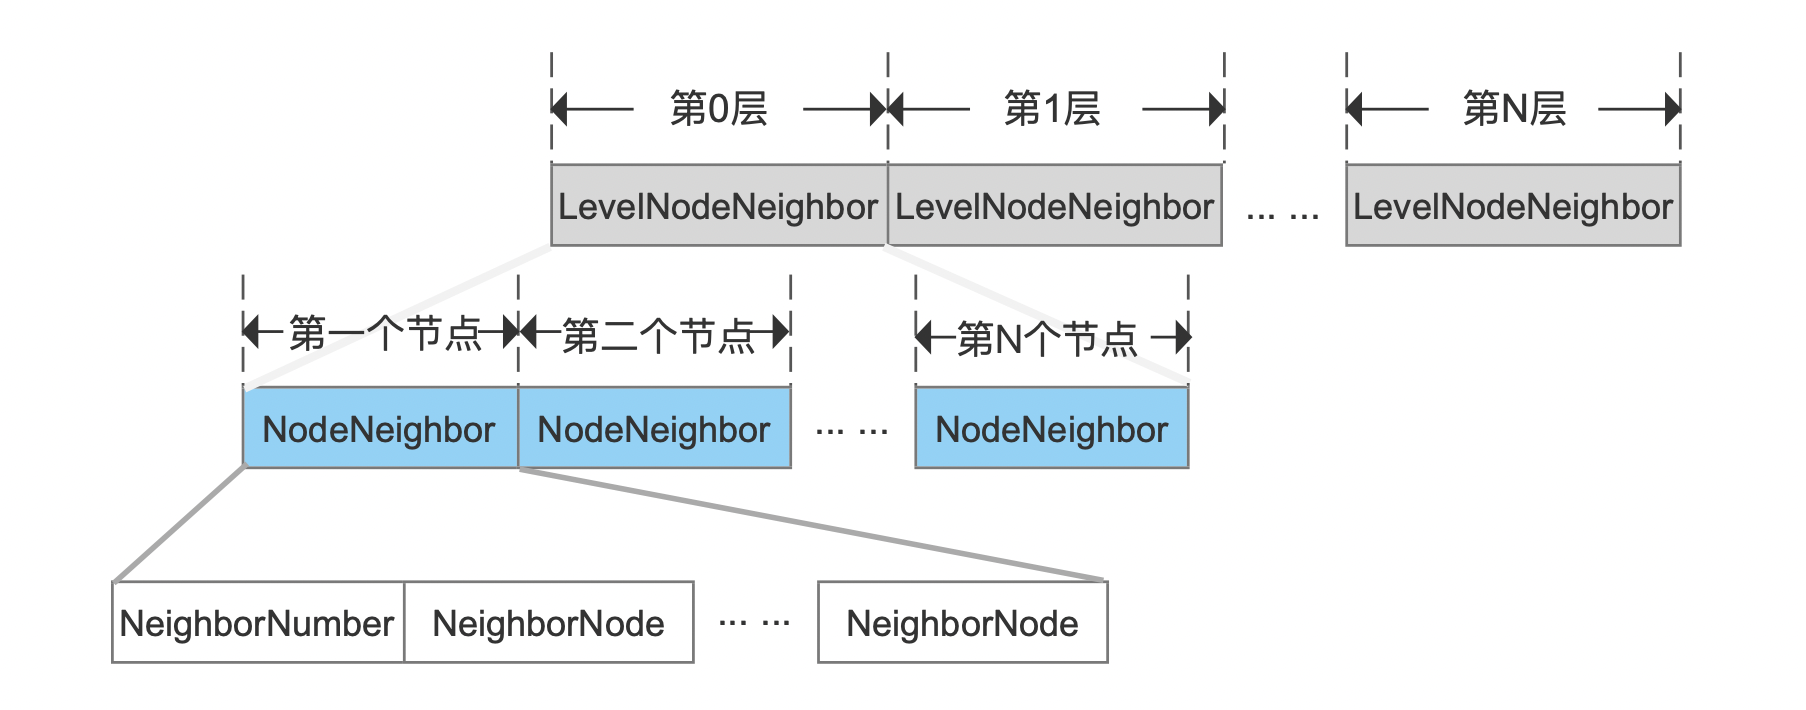 第0层 第1层 第N层
LevelNodeNeighbor LevelNodeNeighbor ... ... LevelNodeNeighbor
第一个节点 第二个节点 第N个节点
NodeNeighbor NodeNeighbor ... ... NodeNeighbor
NeighborNumber NeighborNode ... ... NeighborNode